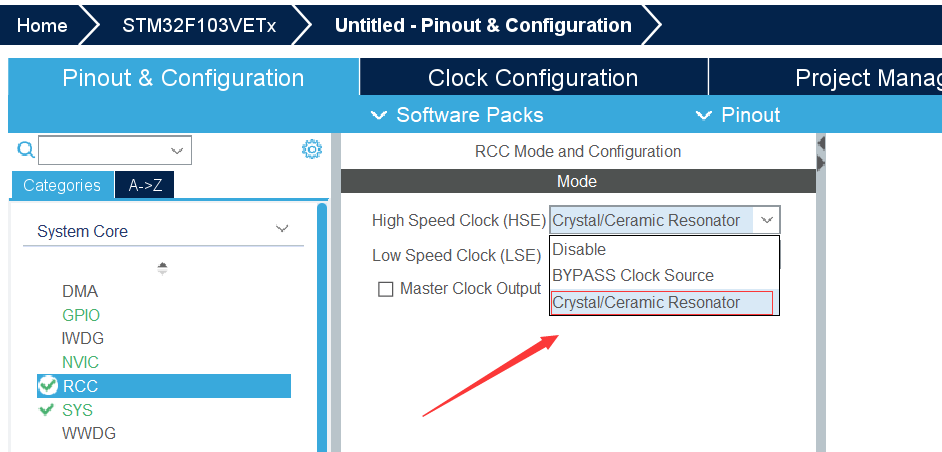 Home STM32F103VETx Untitled - Pinout & Configuration
Pinout & Configuration Clock Configuration Project Manag
Software Packs Pinout
RCC Mode and Configuration
Categories A->Z
Mode
System Core
High Speed Clock (HSE) Crystal/Ceramic Resonator
Disable
Low Speed Clock (LSE)
BYPASS Clock Source
Master Clock Output
Crystal/Ceramic Resonator
DMA
GPIO
IWDG
NVIC
RCC
SYS
WWDG